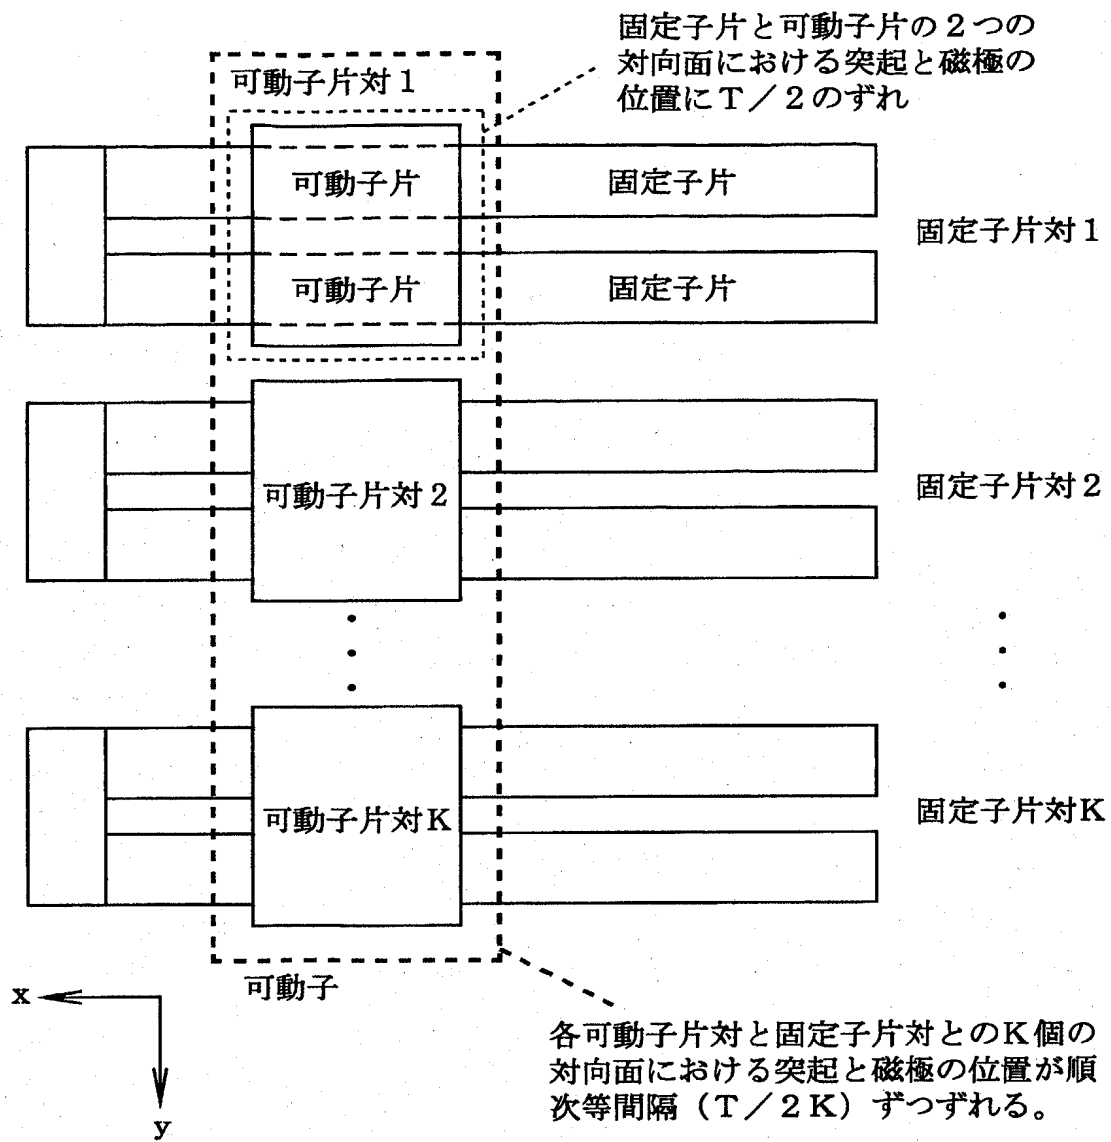 固定子片と可動子片の2つの
対向面における突起と磁極の
位置にT/2のずれ
可動子片対1
可動子片
固定子片
固定子片対1
可動子片
固定子片
可動子片対2
固定子片対2
可動子片対K
固定子片対K
可動子
x
y
各可動子片対と固定子片対とのK個の
対向面における突起と磁極の位置が順
次等間隔(T/2K)ずつずれる。